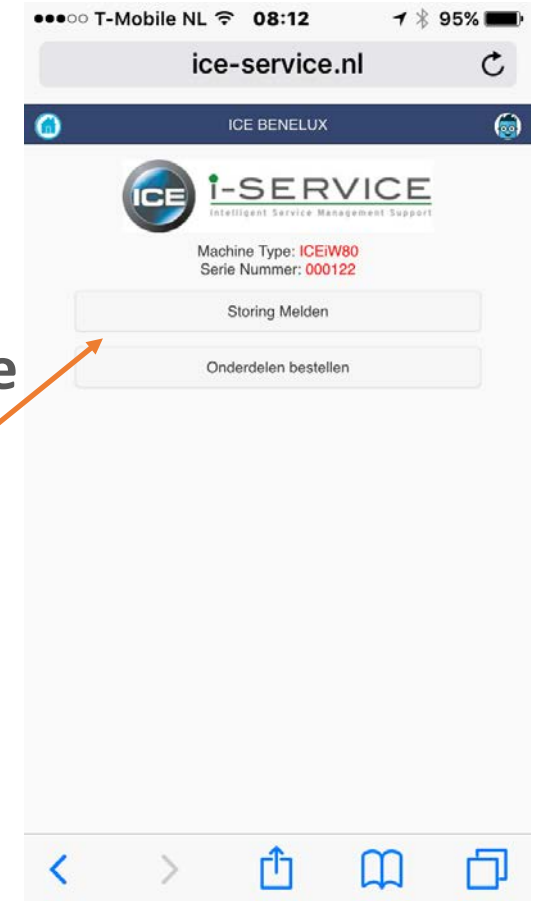 T-Mobile NL 08:12 95%
ice-service.nl
ICE BENELUX
ICE i-SERVICE
Intelligent Service Management Support
Machine Type: ICEiW80
Serie Nummer: 000122
Storing Melden
e
Onderdelen bestellen